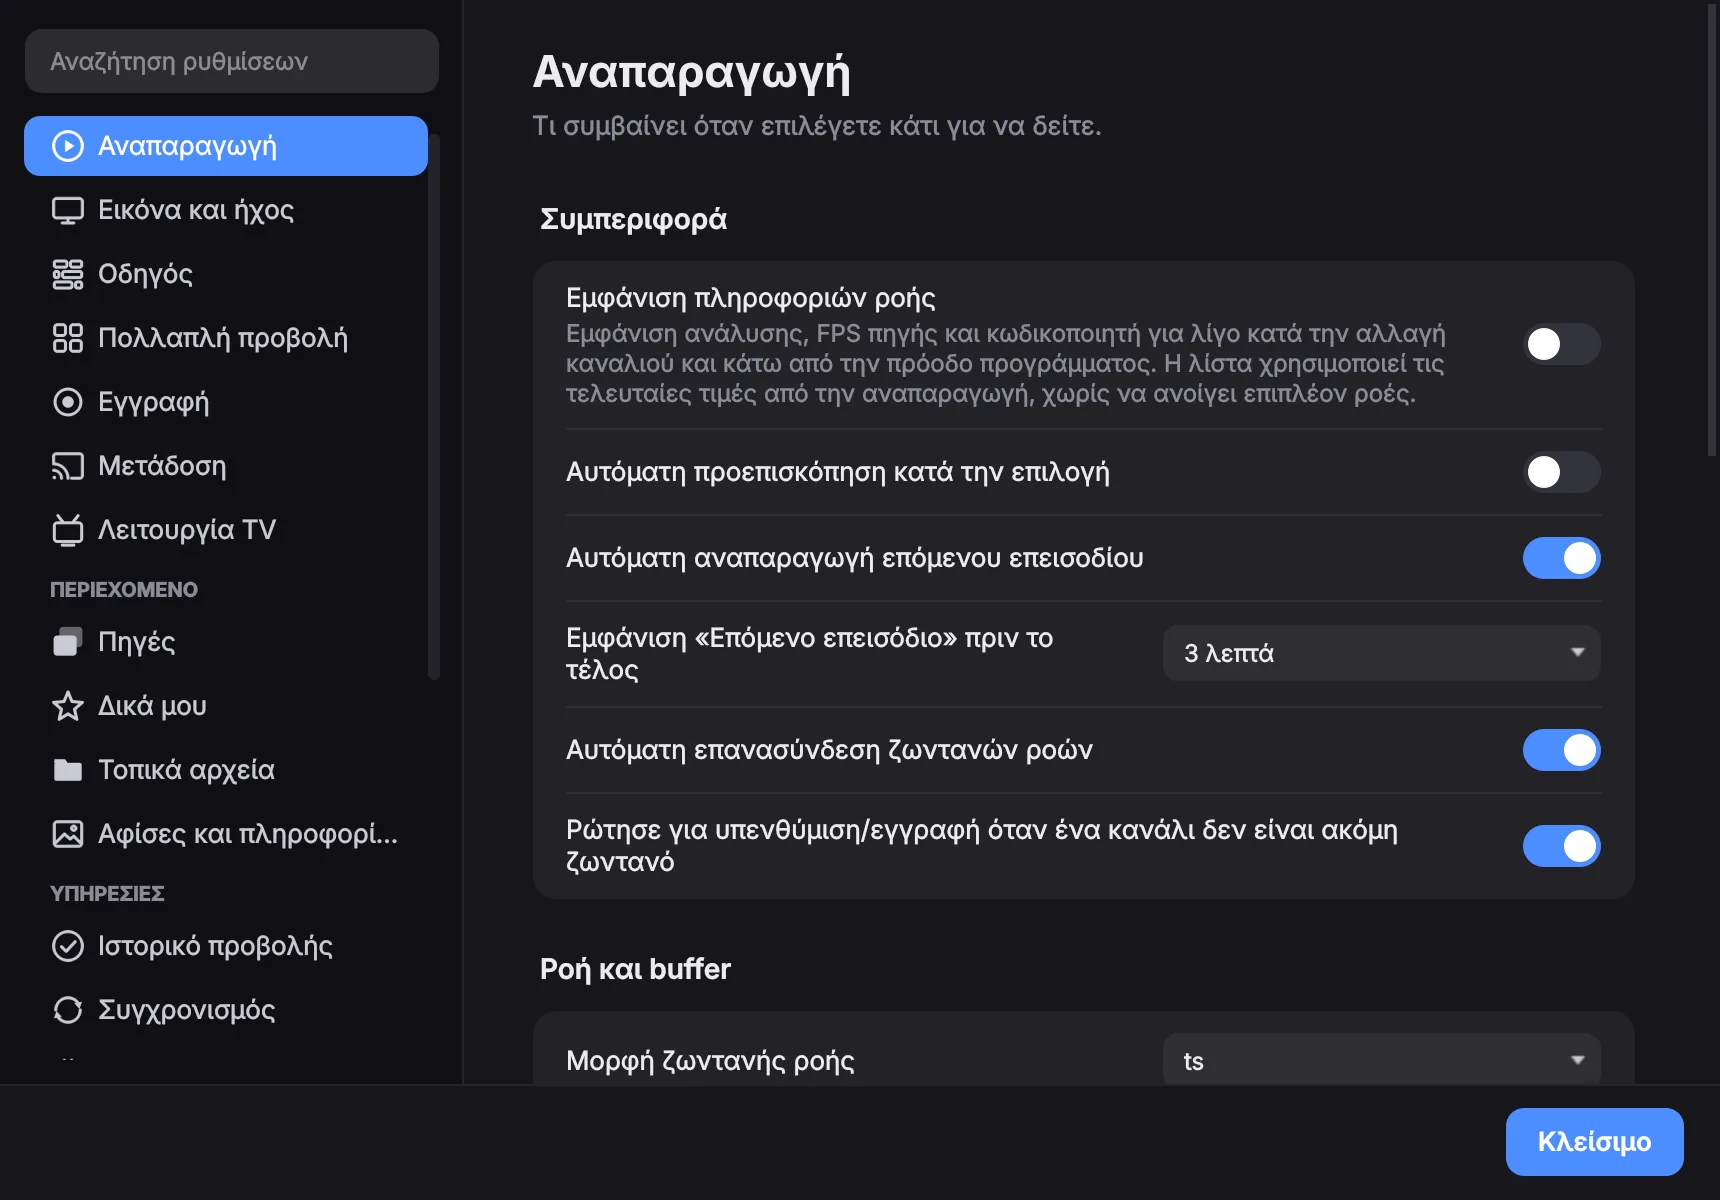 Αναζήτηση ρυθμίσεων
Αναπαραγωγή
Εικόνα και ήχος
Οδηγός
Πολλαπλή προβολή
Εγγραφή
Μετάδοση
Λειτουργία TV
ΠΕΡΙΕΧΟΜΕΝΟ
Πηγές
Δικά μου
Τοπικά αρχεία
Αφίσες και πληροφορί...
ΥΠΗΡΕΣΙΕΣ
Ιστορικό προβολής
Συγχρονισμός
Αναπαραγωγή
Τι συμβαίνει όταν επιλέγετε κάτι για να δείτε.
Συμπεριφορά
Εμφάνιση πληροφοριών ροής
Εμφάνιση ανάλυσης, FPS πηγής και κωδικοποιητή για λίγο κατά την αλλαγή
καναλιού και κάτω από την πρόοδο προγράμματος. Η λίστα χρησιμοποιεί τις
τελευταίες τιμές από την αναπαραγωγή, χωρίς να ανοίγει επιπλέον ροές.
Αυτόματη προεπισκόπηση κατά την επιλογή
Αυτόματη αναπαραγωγή επόμενου επεισοδίου
Εμφάνιση «Επόμενο επεισόδιο» πριν το
τέλος
3 λεπτά
Αυτόματη επανασύνδεση ζωντανών ροών
Ρώτησε για υπενθύμιση/εγγραφή όταν ένα κανάλι δεν είναι ακόμη
ζωντανό
Ροή και buffer
Μορφή ζωντανής ροής
ts
Κλείσιμο